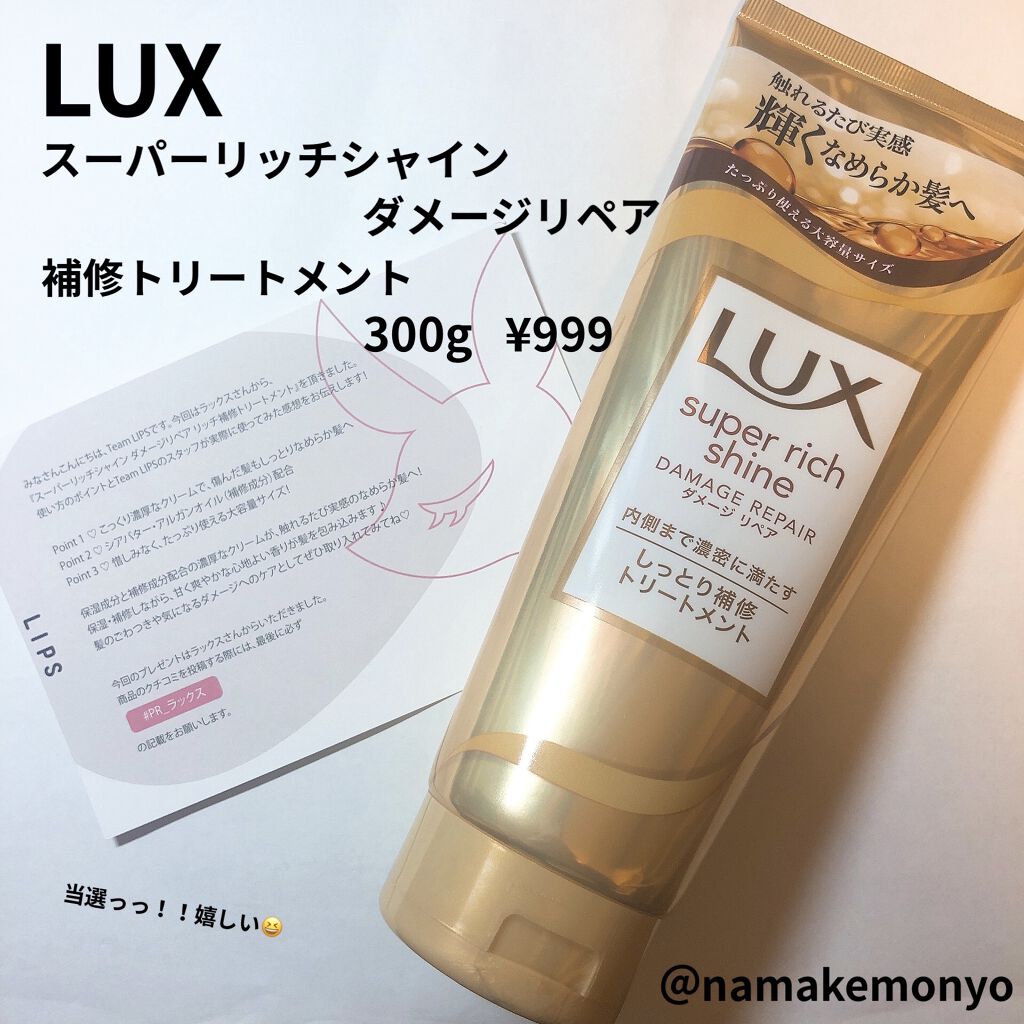 LUX
スーパーリッチシャイン
ダメージリペア
補修トリートメント
300g ¥999
触れるたび実感
輝くなめらか髪へ
たっぷり使える大容量サイズ
LUX
super rich
shine
DAMAGE REPAIR
ダメージ リペア
内側まで濃密に満たす
しっとり補修
トリートメント
みなさんこんにちは、Team LIPSです。今回はラックスさんから、
『スーパーリッチシャイン ダメージリペア リッチ補修トリートメント』を頂きました。
使い方のポイントとTeam LIPSのスタッフが実際に使ってみた感想をお伝えします!
Point 1 ♡ こっくり濃厚なクリームで、傷んだ髪もしっとりなめらか髪へ
Point 2 ♡ シアバター・アルガンオイル(補修成分)配合
Point 3 ♡ 惜しみなく、たっぷり使える大容量サイズ!
保湿成分と補修成分配合の濃厚なクリームが、触れるたび実感のなめらか髪へ!
保湿・補修しながら、甘く爽やかな心地よい香りが髪を包み込みます♪
髪のごわつきや気になるダメージへのケアとしてぜひ取り入れてみてね♡
今回のプレゼントはラックスさんからいただきました。
商品のクチコミを投稿する際には、最後に必ず
#PR_ラックス
の記載をお願いします。
LIPS
当選っっ！！嬉しい😆
@namakemonyo